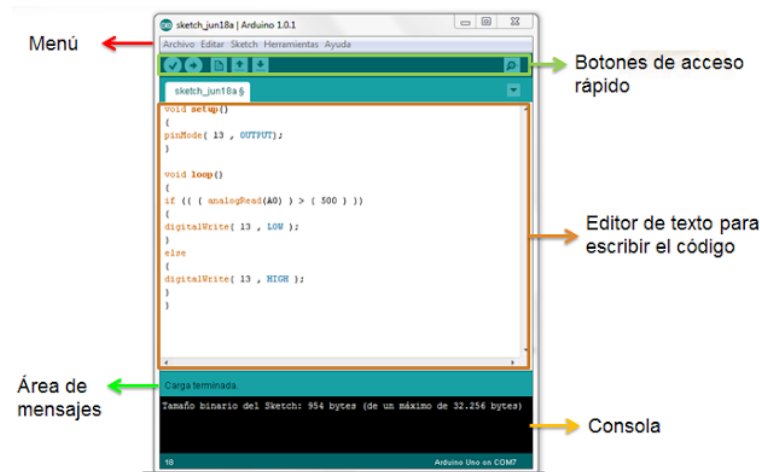 sketch_jun18a | Arduino 1.0.1
Menú
Archivo Editar Sketch Herramientas Ayuda
Botones de acceso
rápido
sketch_jun18a §
void setup()
{
pinMode( 13 , OUTPUT);
}
void loop()
{
if (( ( analogRead(A0) ) > ( 500 ) ))
{
digitalWrite( 13 , LOW );
}
else
{
digitalWrite( 13 , HIGH );
}
}
Editor de texto para
escribir el código
Área de
mensajes
Carga terminada.
Tamaño binario del Sketch: 954 bytes (de un máximo de 32.256 bytes)
Consola
18
Arduino Uno on COM7